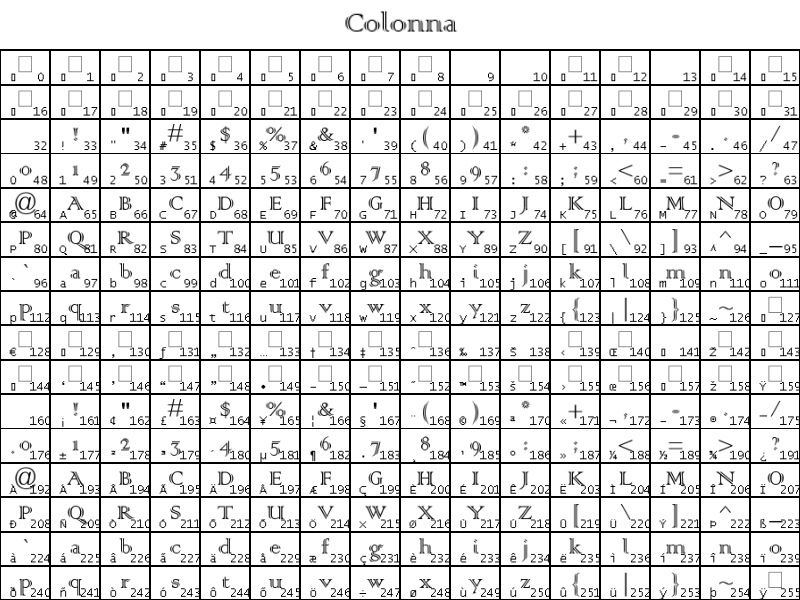 Colonna
0 1 2 3 4 5 6 7 8 9 10 11 12 13 14 15
16 17 18 19 20 21 22 23 24 25 26 27 28 29 30 31
32 ! ! 33 " " 34 # # 35 $ $ 36 % % 37 & & 38 ' ' 39 ( ( 40 ) ) 41 * * 42 + + 43 , , 44 - - 45 . . 46 / / 47
0 0 48 1 1 49 2 2 50 3 3 51 4 4 52 5 5 53 6 6 54 7 7 55 8 8 56 9 9 57 : : 58 ; ; 59 < < 60 = = 61 > > 62 ? ? 63
@ @ 64 A A 65 B B 66 C C 67 D D 68 E E 69 F F 70 G G 71 H H 72 I I 73 J J 74 K K 75 L L 76 M M 77 N N 78 O O 79
P P 80 Q Q 81 R R 82 S S 83 T T 84 U U 85 V V 86 W W 87 X X 88 Y Y 89 Z Z 90 [ [ 91 \ \ 92 ] ] 93 ^ ^ 94 _ _ 95
` ` 96 a a 97 b b 98 c c 99 d d 100 e e 101 f f 102 g g 103 h h 104 i i 105 j j 106 k k 107 l l 108 m m 109 n n 110 o o 111
p p 112 q q 113 r r 114 s s 115 t t 116 u u 117 v v 118 w w 119 x x 120 y y 121 z z 122 { { 123 | | 124 } } 125 ~ ~ 126 127
€ 128 129 ‚ 130 ƒ 131 „ 132 … 133 † 134 ‡ 135 ˆ 136 ‰ 137 Š 138 ‹ 139 Œ 140 141 Ž 142 143
144 ‘ 145 ’ 146 “ 147 ” 148 • 149 – 150 — 151 ˜ 152 ™ 153 š 154 › 155 œ 156 157 ž 158 Ÿ 159
160 ¡ ! 161 ¢ " 162 £ # 163 ¤ $ 164 ¥ % 165 ¦ & 166 § ' 167 ¨ ( 168 © ) 169 ª * 170 « + 171 ¬ , 172 - 173 ® . 174 ¯ / 175
° 0 176 ± 1 177 ² 2 178 ³ 3 179 ´ 4 180 µ 5 181 ¶ 6 182 · 7 183 ¸ 8 184 ¹ 9 185 º : 186 » ; 187 ¼ < 188 ½ = 189 ¾ > 190 ¿ ? 191
À @ 192 Á A 193 Â B 194 Ã C 195 Ä D 196 Å E 197 Æ F 198 Ç G 199 È H 200 É I 201 Ê J 202 Ë K 203 Ì L 204 Í M 205 Î N 206 Ï O 207
Ð P 208 Ñ Q 209 Ò R 210 Ó S 211 Ô T 212 Õ U 213 Ö V 214 × W 215 Ø X 216 Ù Y 217 Ú Z 218 Û [ 219 Ü \ 220 Ý ] 221 Þ ^ 222 ß _ 223
à ` 224 á a 225 â b 226 ã c 227 ä d 228 å e 229 æ f 230 ç g 231 è h 232 é i 233 ê j 234 ë k 235 ì l 236 í m 237 î n 238 ï o 239
ð p 240 ñ q 241 ò r 242 ó s 243 ô t 244 õ u 245 ö v 246 ÷ w 247 ø x 248 ù y 249 ú z 250 û { 251 ü | 252 ý } 253 þ ~ 254 ÿ 255